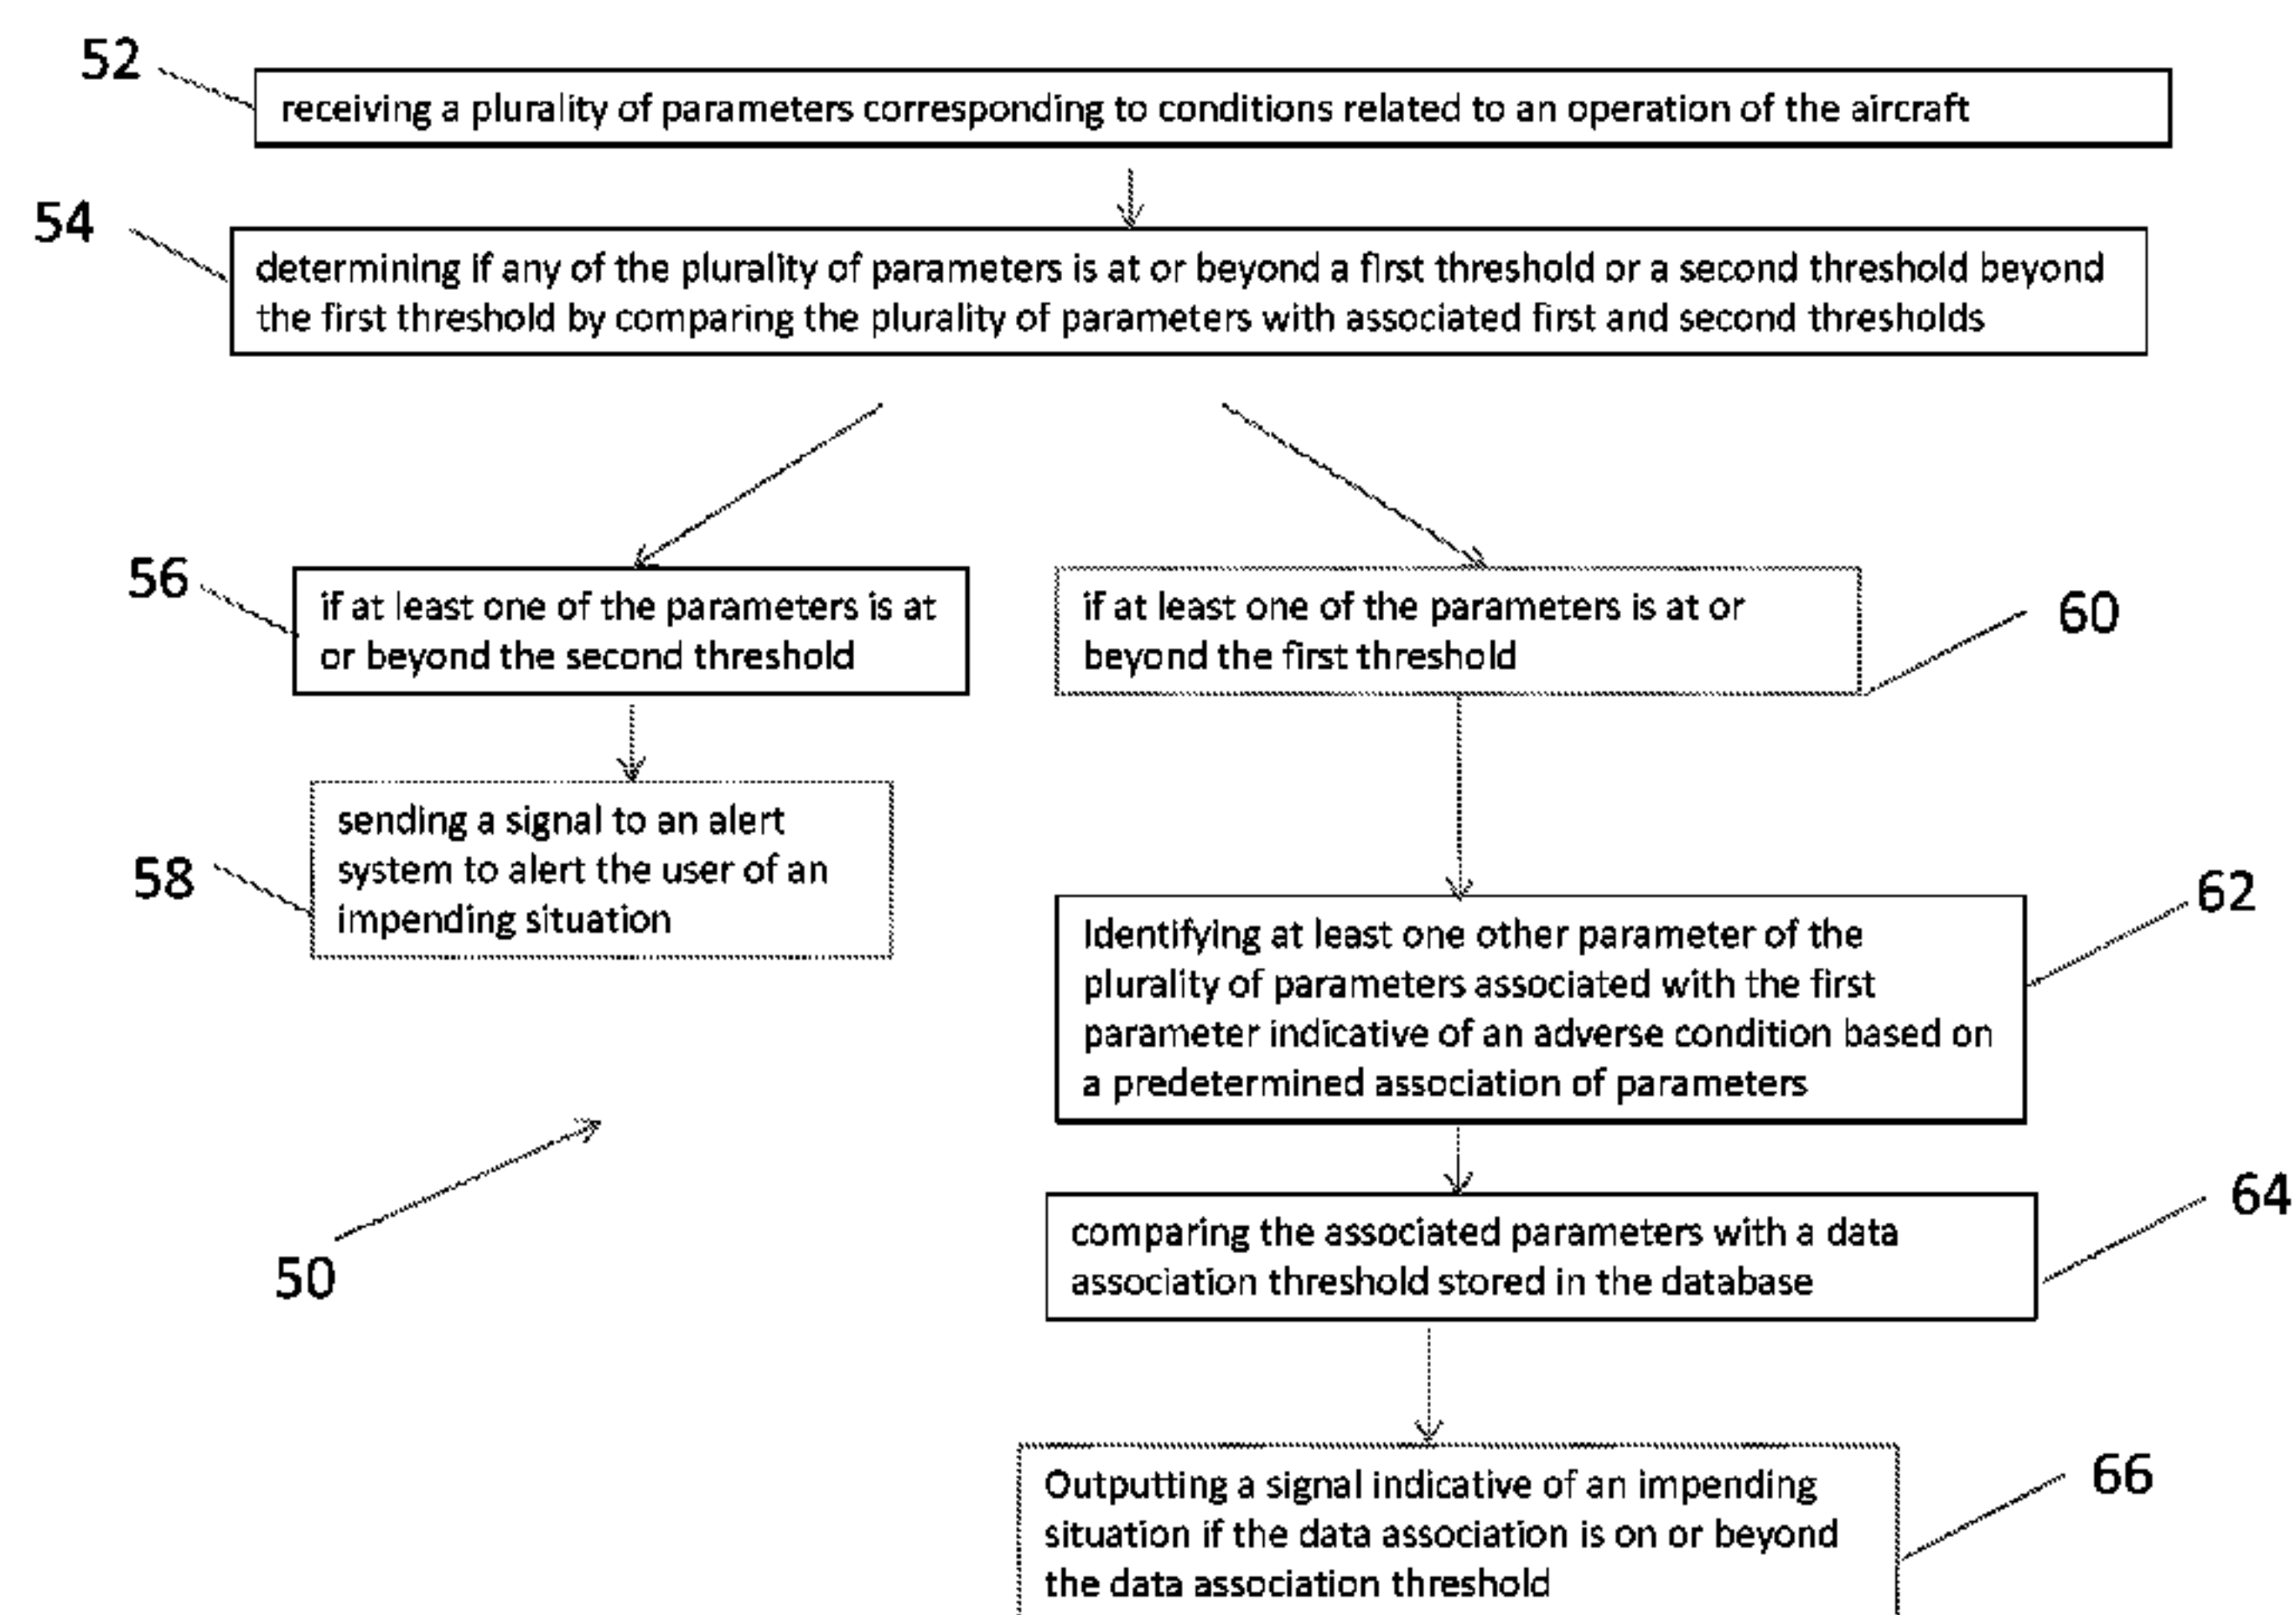 52
receiving a plurality of parameters corresponding to conditions related to an operation of the aircraft
54
determining if any of the plurality of parameters is at or beyond a first threshold or a second threshold beyond
the first threshold by comparing the plurality of parameters with associated first and second thresholds
56
if at least one of the parameters is at
or beyond the second threshold
if at least one of the parameters is at or
beyond the first threshold
60
58
sending a signal to an alert
system to alert the user of an
impending situation
62
Identifying at least one other parameter of the
plurality of parameters associated with the first
parameter indicative of an adverse condition based on
a predetermined association of parameters
50
64
comparing the associated parameters with a data
association threshold stored in the database
66
Outputting a signal indicative of an impending
situation if the data association is on or beyond
the data association threshold